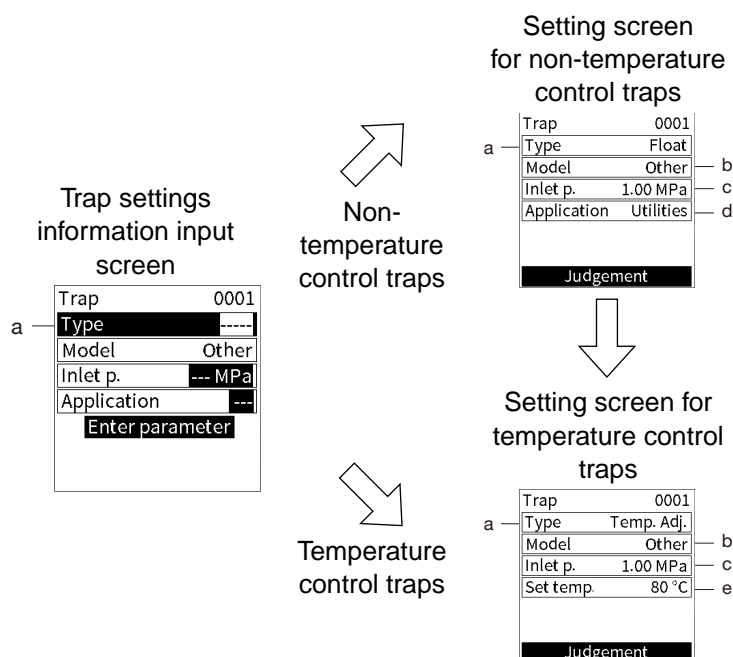 Setting screen
for non-temperature
control traps
Trap 0001
a Type Float
Model Other b
Inlet p. 1.00 MPa c
Application Utilities d
Judgement
Non-
temperature
control traps
Trap settings
information input
screen
Trap 0001
a Type -----
Model Other
Inlet p. --- MPa
Application ---
Enter parameter
Setting screen for
temperature control
traps
Trap 0001
a Type Temp. Adj.
Model Other b
Inlet p. 1.00 MPa c
Set temp. 80 °C e
Judgement
Temperature
control traps